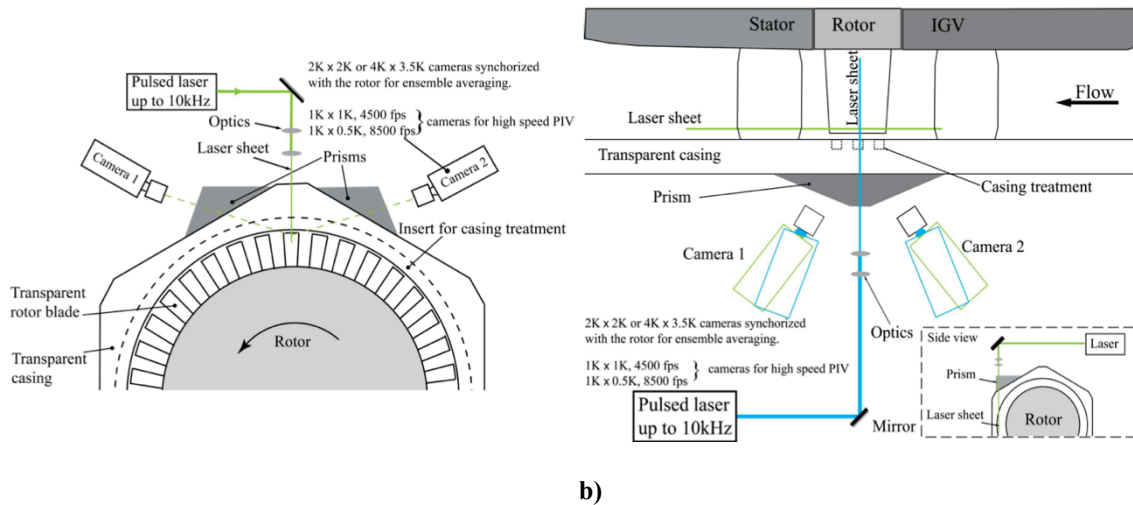 2K x 2K or 4K x 3.5K cameras synchorized
with the rotor for ensemble averaging.
Pulsed laser
up to 10kHz
1K x 1K, 4500 fps
1K x 0.5K, 8500 fps
} cameras for high speed PIV
Optics
Laser sheet
Prisms
Camera 1
Camera 2
Insert for casing treatment
Transparent
rotor blade
Rotor
Transparent
casing
Stator
Rotor
IGV
Laser sheet
Flow
Laser sheet
Transparent casing
Prism
Casing treatment
Camera 1
Camera 2
Optics
2K x 2K or 4K x 3.5K cameras synchorized
with the rotor for ensemble averaging.
1K x 1K, 4500 fps
1K x 0.5K, 8500 fps
} cameras for high speed PIV
Pulsed laser
up to 10kHz
Mirror
Side view
Laser
Prism
Laser sheet
Rotor
b)